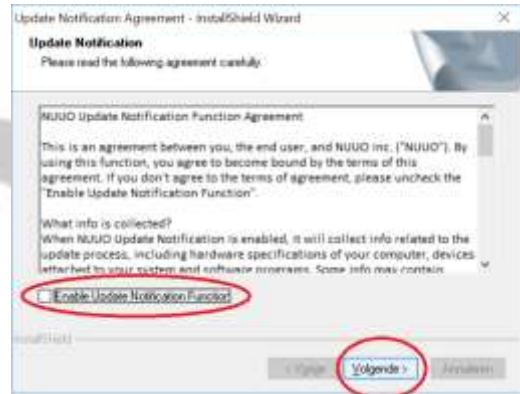 Update Notification Agreement - InstallShield Wizard
Update Notification
Please read the following agreement carefully.
NUUO Update Notification Function Agreement
This is an agreement between you, the end user, and NUUO Inc. ("NUUO"). By
using this function, you agree to become bound by the terms of this
agreement. If you don't agree to the terms of agreement, please uncheck the
"Enable Update Notification Function".
What info is collected?
When NUUO Update Notification is enabled, it will collect info related to the
update process, including hardware specifications of your computer, devices
attached to your system and software programs. Some info may contain
Enable Update Notification Function
InstallShield
< Vorige
Volgende >
Annuleren